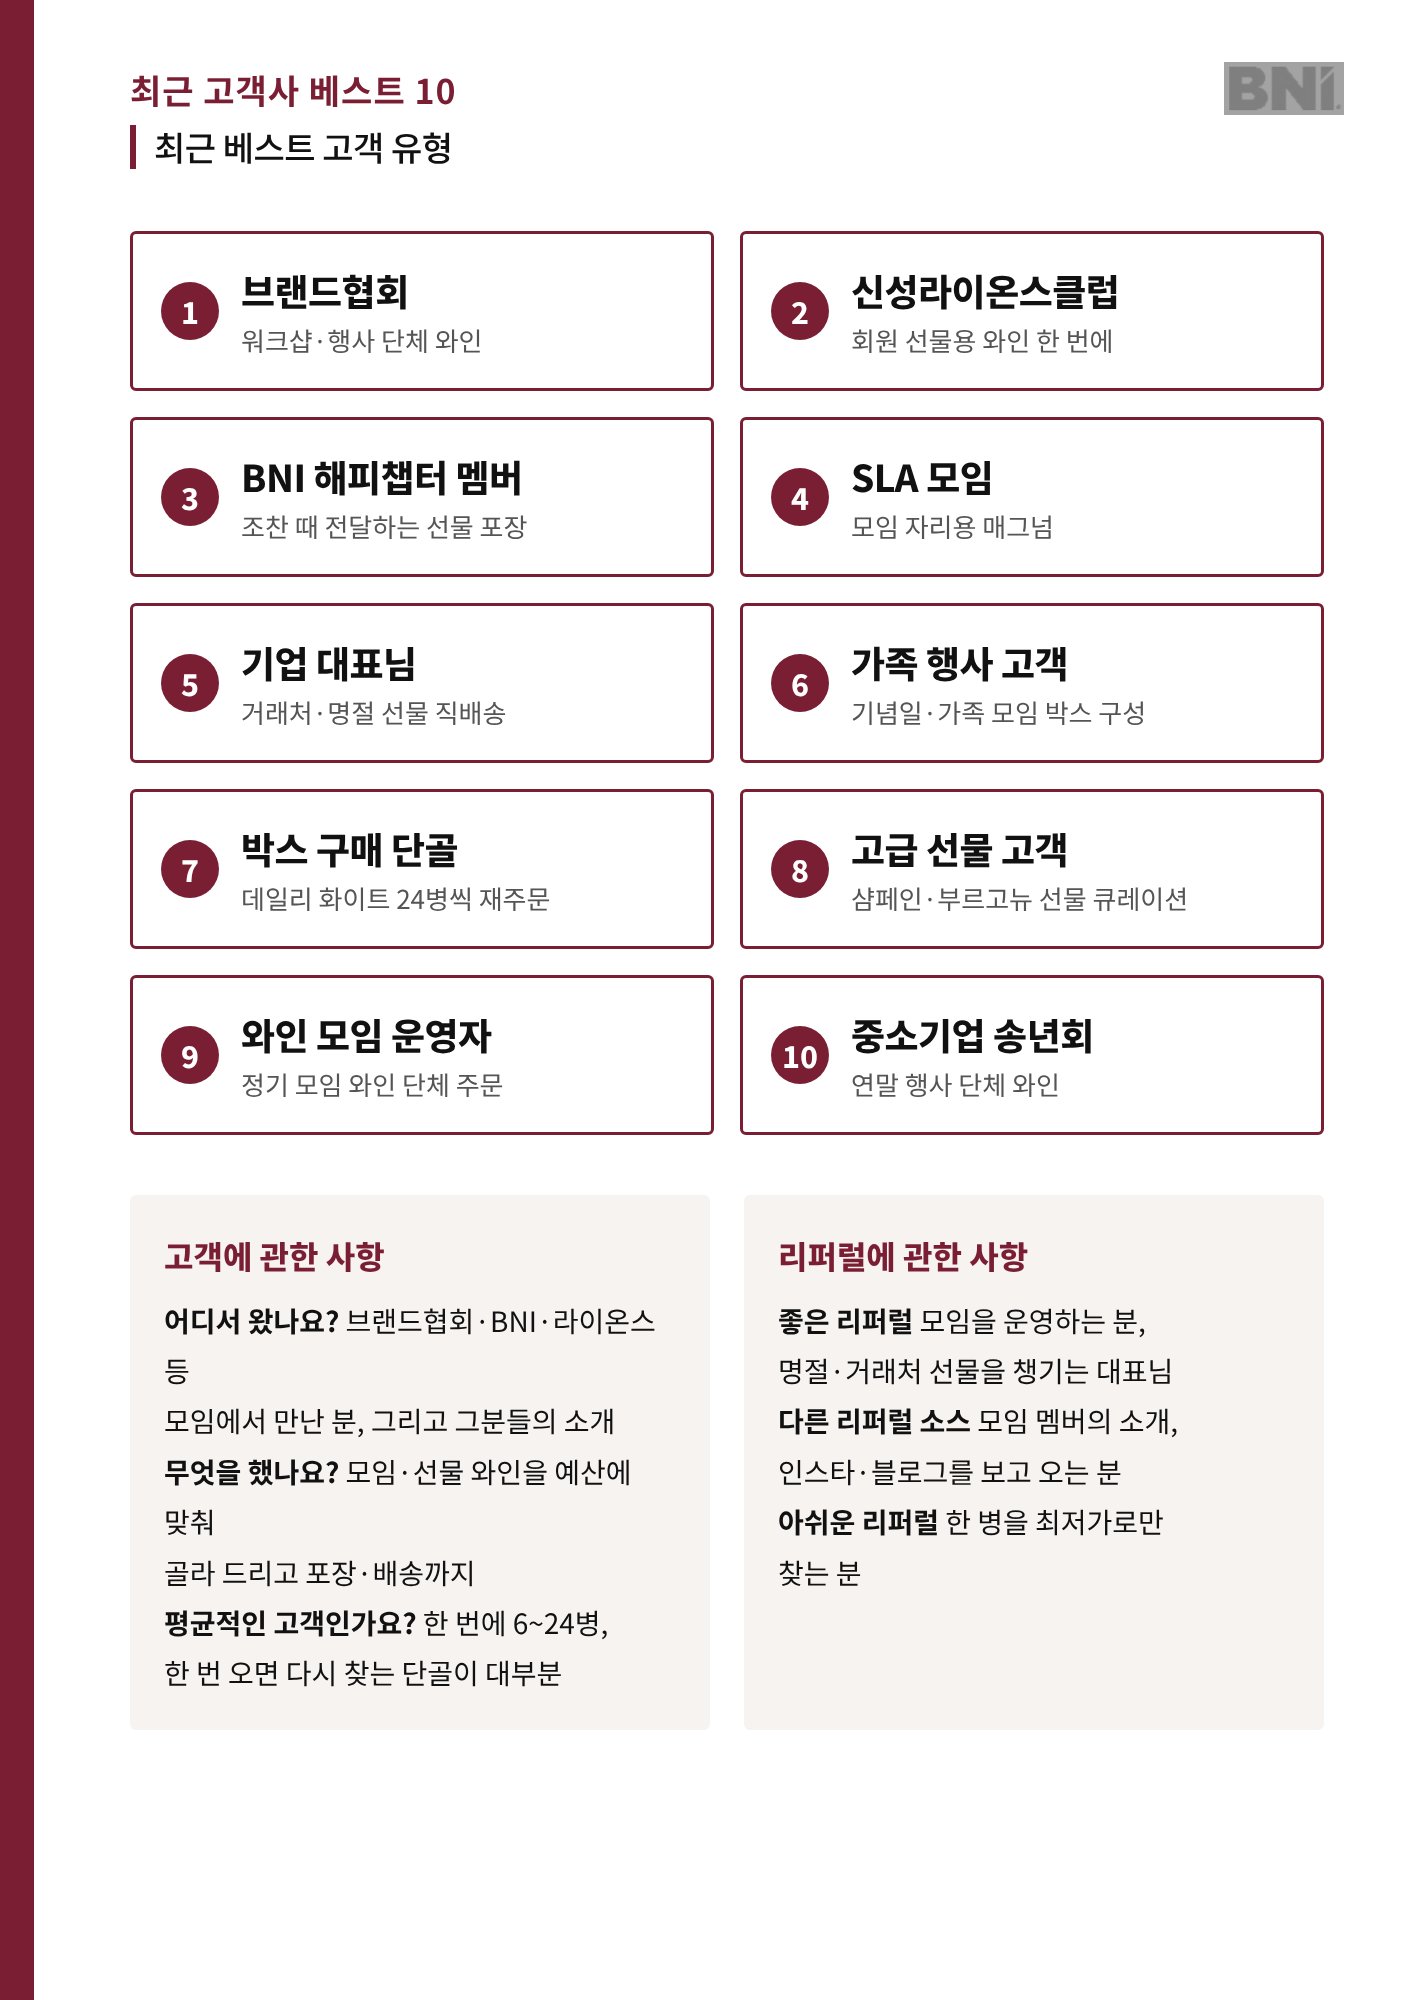 최근 고객사 베스트 10
BNI
최근 베스트 고객 유형
1 브랜드협회
워크샵·행사 단체 와인
2 신성라이온스클럽
회원 선물용 와인 한 번에
3 BNI 해피챕터 멤버
조찬 때 전달하는 선물 포장
4 SLA 모임
모임 자리용 매그넘
5 기업 대표님
거래처·명절 선물 직배송
6 가족 행사 고객
기념일·가족 모임 박스 구성
7 박스 구매 단골
데일리 화이트 24병씩 재주문
8 고급 선물 고객
샴페인·부르고뉴 선물 큐레이션
9 와인 모임 운영자
정기 모임 와인 단체 주문
10 중소기업 송년회
연말 행사 단체 와인
고객에 관한 사항
어디서 왔나요? 브랜드협회·BNI·라이온스
등
모임에서 만난 분, 그리고 그분들의 소개
무엇을 했나요? 모임·선물 와인을 예산에
맞춰
골라 드리고 포장·배송까지
평균적인 고객인가요? 한 번에 6~24병,
한 번 오면 다시 찾는 단골이 대부분
리퍼럴에 관한 사항
좋은 리퍼럴 모임을 운영하는 분,
명절·거래처 선물을 챙기는 대표님
다른 리퍼럴 소스 모임 멤버의 소개,
인스타·블로그를 보고 오는 분
아쉬운 리퍼럴 한 병을 최저가로만
찾는 분